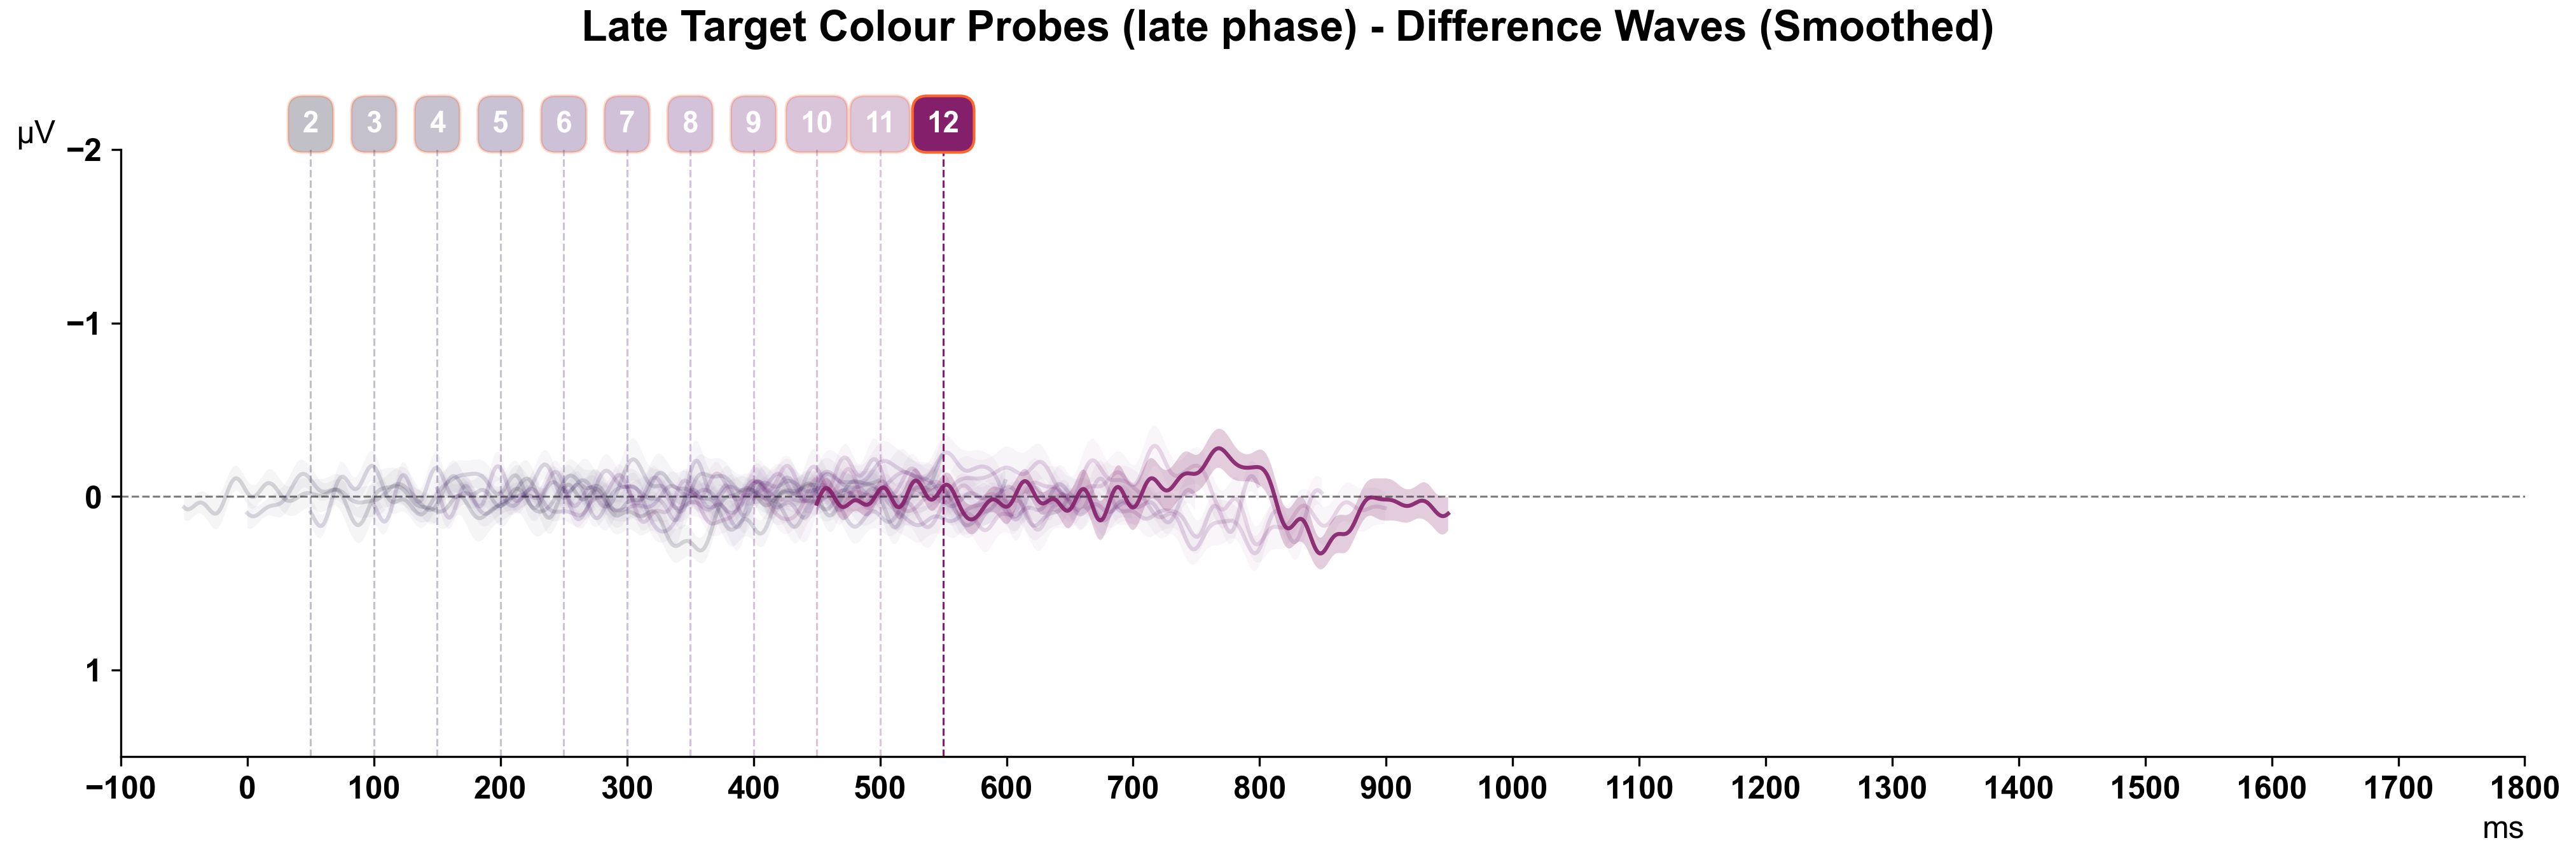 Late Target Colour Probes (late phase) - Difference Waves (Smoothed)
2 3 4 5 6 7 8 9 10 11 12
µV
−2
−1
0
1
−100 0 100 200 300 400 500 600 700 800 900 1000 1100 1200 1300 1400 1500 1600 1700 1800
ms